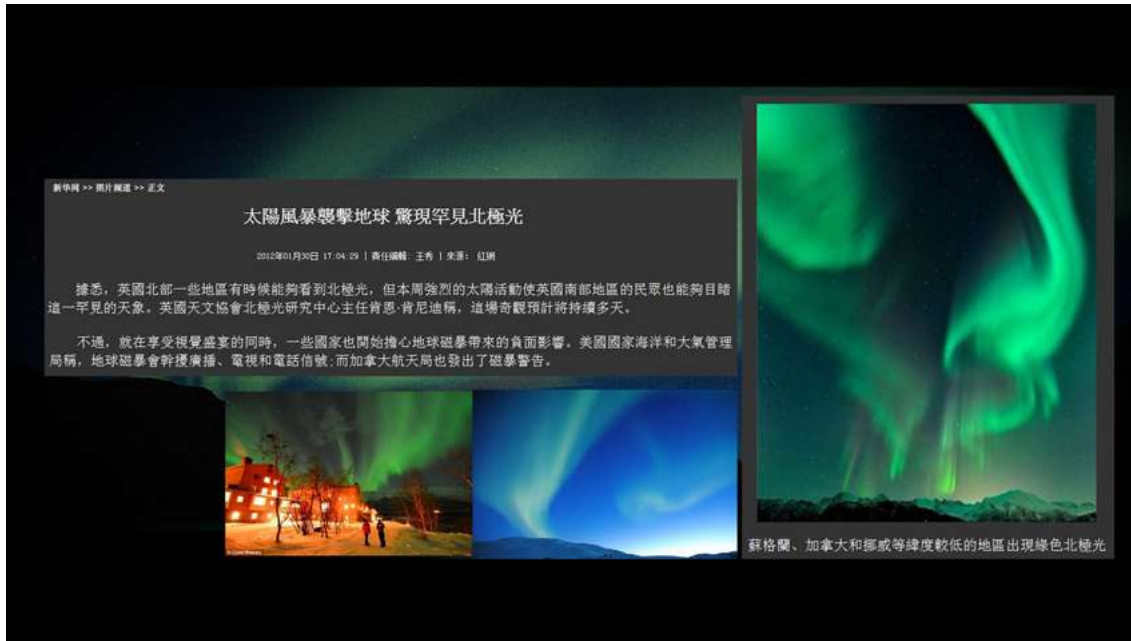 新华网 >> 图片频道 >> 正文
太陽風暴襲擊地球 驚現罕見北極光
2012年01月30日 17:04:29 | 責任編輯: 王秀 | 來源: 紅網
據悉，英國北部一些地區有時候能夠看到北極光，但本周強烈的太陽活動使英國南部地區的民眾也能夠目睹
這一罕見的天象。英國天文協會北極光研究中心主任肯恩·肯尼迪稱，這場奇觀預計將持續多天。
不過，就在享受視覺盛宴的同時，一些國家也開始擔心地球磁暴帶來的負面影響。美國國家海洋和大氣管理
局稱，地球磁暴會幹擾廣播、電視和電話信號;而加拿大航天局也發出了磁暴警告。
蘇格蘭、加拿大和挪威等緯度較低的地區出現綠色北極光